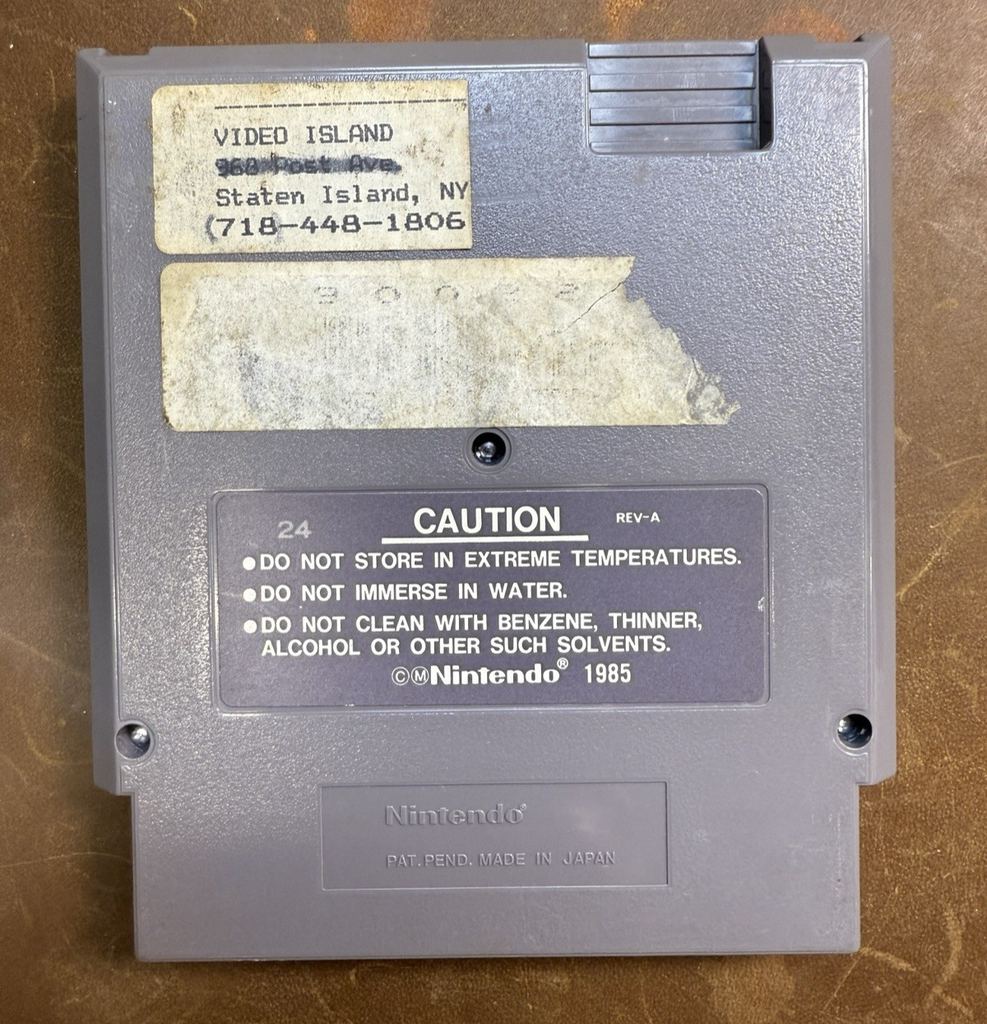 VIDEO ISLAND
960 Post Ave.
Staten Island, NY
(718-448-1806
24
CAUTION REV-A
●DO NOT STORE IN EXTREME TEMPERATURES.
●DO NOT IMMERSE IN WATER.
●DO NOT CLEAN WITH BENZENE, THINNER,
ALCOHOL OR OTHER SUCH SOLVENTS.
©ⓂNintendo® 1985
Nintendo®
PAT. PEND. MADE IN JAPAN